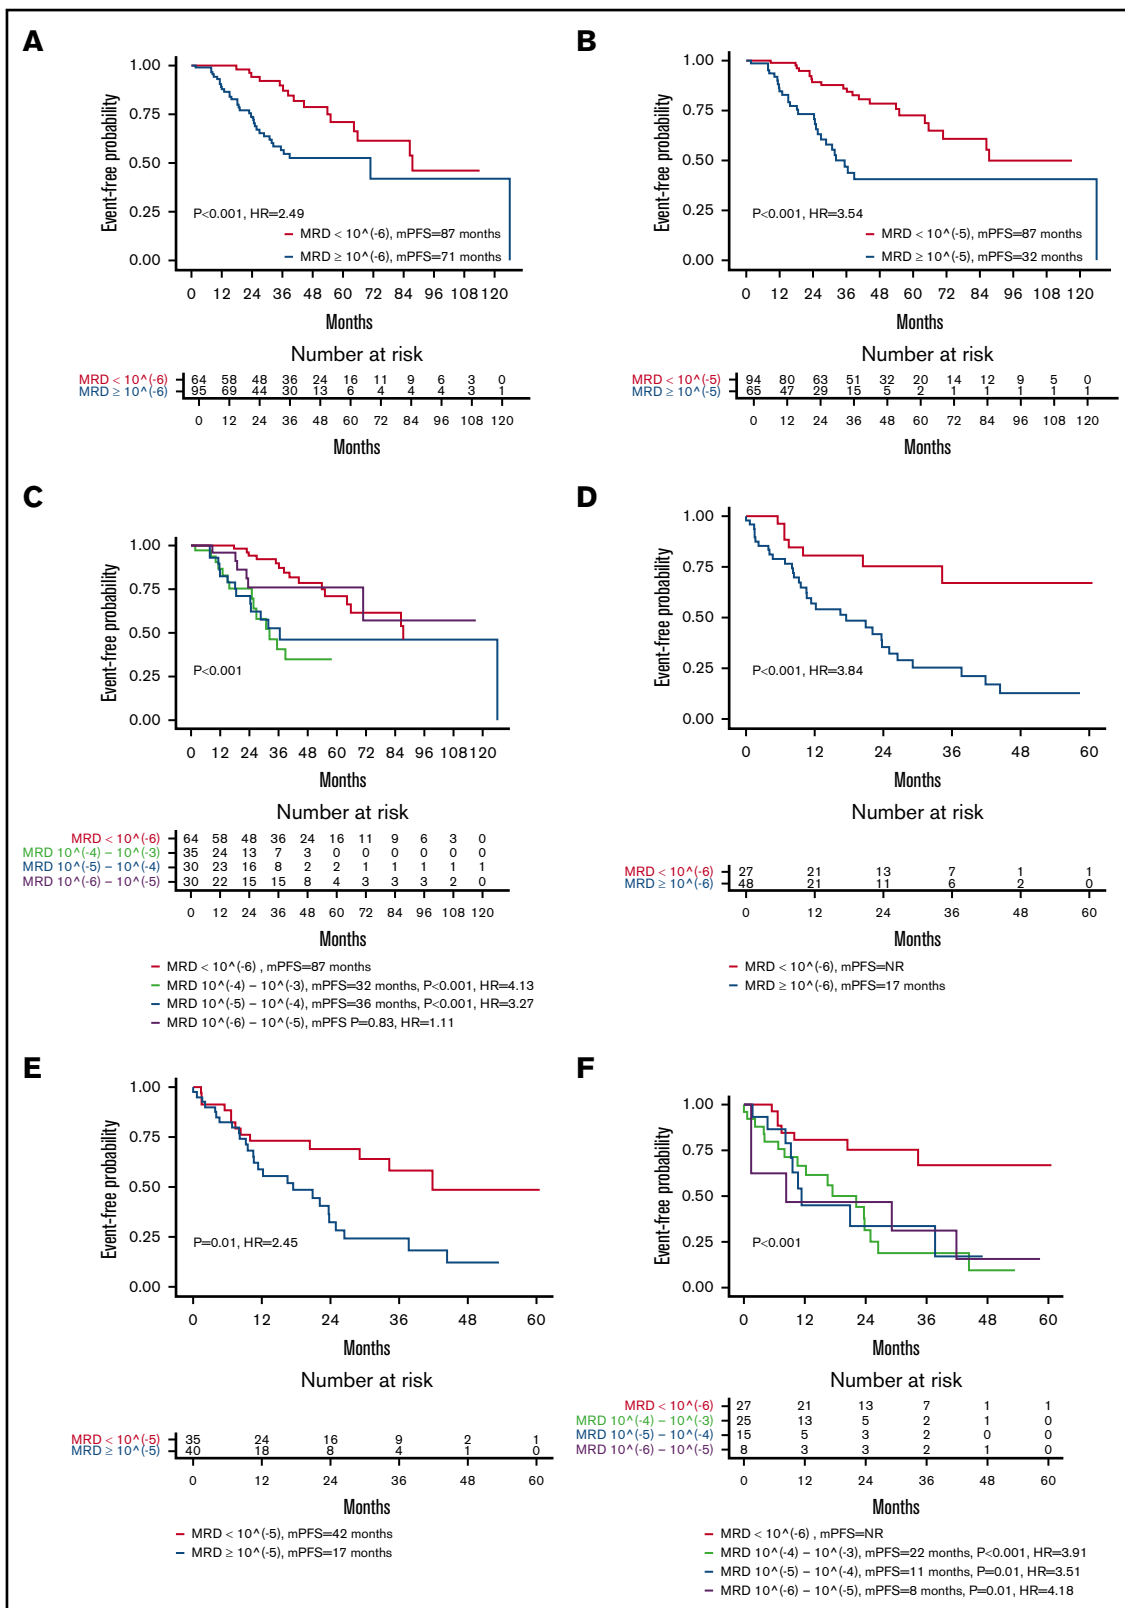 A
Event-free probability
1.00
0.75
0.50
0.25
0.00
P<0.001, HR=2.49
MRD < 10^(-6), mPFS=87 months
MRD ≥ 10^(-6), mPFS=71 months
0 12 24 36 48 60 72 84 96 108 120
Months
Number at risk
MRD < 10^(-6) 64 58 48 36 24 16 11 9 6 3 0
MRD ≥ 10^(-6) 95 69 44 30 13 6 4 4 4 3 1
0 12 24 36 48 60 72 84 96 108 120
Months
B
Event-free probability
1.00
0.75
0.50
0.25
0.00
P<0.001, HR=3.54
MRD < 10^(-5), mPFS=87 months
MRD ≥ 10^(-5), mPFS=32 months
0 12 24 36 48 60 72 84 96 108 120
Months
Number at risk
MRD < 10^(-5) 94 80 63 51 32 20 14 12 9 5 0
MRD ≥ 10^(-5) 65 47 29 15 5 2 1 1 1 1 1
0 12 24 36 48 60 72 84 96 108 120
Months
C
Event-free probability
1.00
0.75
0.50
0.25
0.00
P<0.001
0 12 24 36 48 60 72 84 96 108 120
Months
Number at risk
MRD < 10^(-6) 64 58 48 36 24 16 11 9 6 3 0
MRD 10^(-4) – 10^(-3) 35 24 13 7 3 0 0 0 0 0 0
MRD 10^(-5) – 10^(-4) 30 23 16 8 2 2 1 1 1 1 1
MRD 10^(-6) – 10^(-5) 30 22 15 15 8 4 3 3 3 2 0
0 12 24 36 48 60 72 84 96 108 120
Months
MRD < 10^(-6) , mPFS=87 months
MRD 10^(-4) – 10^(-3), mPFS=32 months, P<0.001, HR=4.13
MRD 10^(-5) – 10^(-4), mPFS=36 months, P<0.001, HR=3.27
MRD 10^(-6) – 10^(-5), mPFS P=0.83, HR=1.11
D
Event-free probability
1.00
0.75
0.50
0.25
0.00
P<0.001, HR=3.84
0 12 24 36 48 60
Months
Number at risk
MRD < 10^(-6) 27 21 13 7 1 1
MRD ≥ 10^(-6) 48 21 11 6 2 0
0 12 24 36 48 60
Months
MRD < 10^(-6), mPFS=NR
MRD ≥ 10^(-6), mPFS=17 months
E
Event-free probability
1.00
0.75
0.50
0.25
0.00
P=0.01, HR=2.45
0 12 24 36 48 60
Months
Number at risk
MRD < 10^(-5) 35 24 16 9 2 1
MRD ≥ 10^(-5) 40 18 8 4 1 0
0 12 24 36 48 60
Months
MRD < 10^(-5), mPFS=42 months
MRD ≥ 10^(-5), mPFS=17 months
F
Event-free probability
1.00
0.75
0.50
0.25
0.00
P<0.001
0 12 24 36 48 60
Months
Number at risk
MRD < 10^(-6) 27 21 13 7 1 1
MRD 10^(-4) – 10^(-3) 25 13 5 2 1 0
MRD 10^(-5) – 10^(-4) 15 5 3 2 0 0
MRD 10^(-6) – 10^(-5) 8 3 3 2 1 0
0 12 24 36 48 60
Months
MRD < 10^(-6) , mPFS=NR
MRD 10^(-4) – 10^(-3), mPFS=22 months, P<0.001, HR=3.91
MRD 10^(-5) – 10^(-4), mPFS=11 months, P=0.01, HR=3.51
MRD 10^(-6) – 10^(-5), mPFS=8 months, P=0.01, HR=4.18